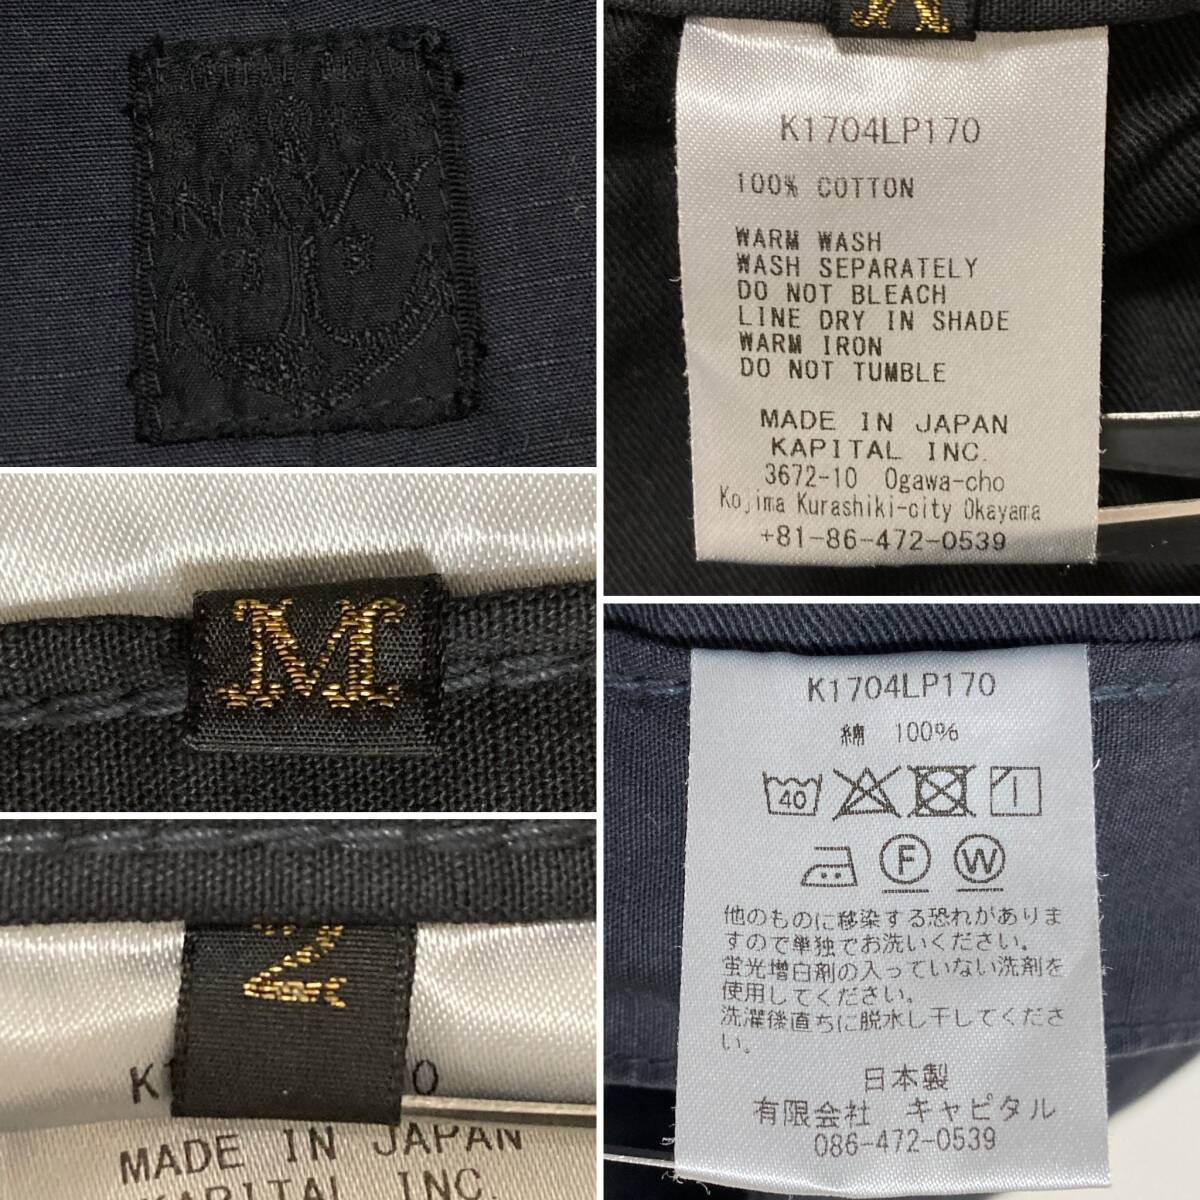 NAVY
M
2
K1
0
MADE IN JAPAN
KAPITAL INC.
K1704LP170
100% COTTON
WARM WASH
WASH SEPARATELY
DO NOT BLEACH
LINE DRY IN SHADE
WARM IRON
DO NOT TUMBLE
MADE IN JAPAN
KAPITAL INC.
3672-10 Ogawa-cho
Kojima Kurashiki-city Okayama
+81-86-472-0539
K1704LP170
綿 100%
40
F W
他のものに移染する恐れがありま
すので単独でお洗いください。
蛍光増白剤の入っていない洗剤を
使用してください。
洗濯後直ちに脱水し干してくださ
い。
日本製
有限会社 キャピタル
086-472-0539